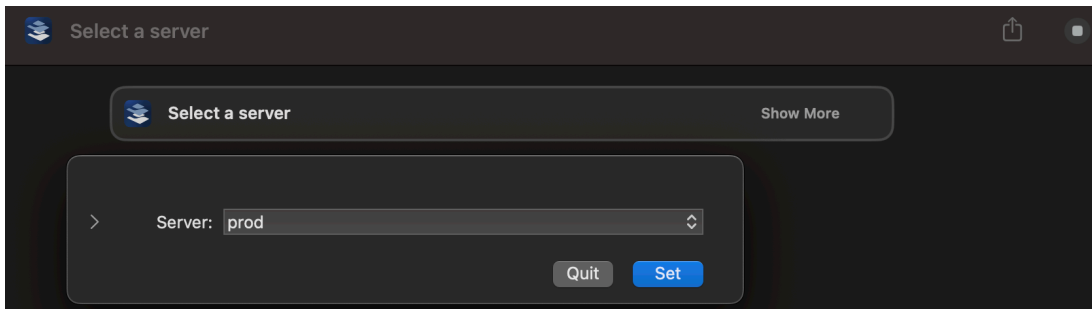 Select a server
Select a server Show More
Server: prod
Quit Set